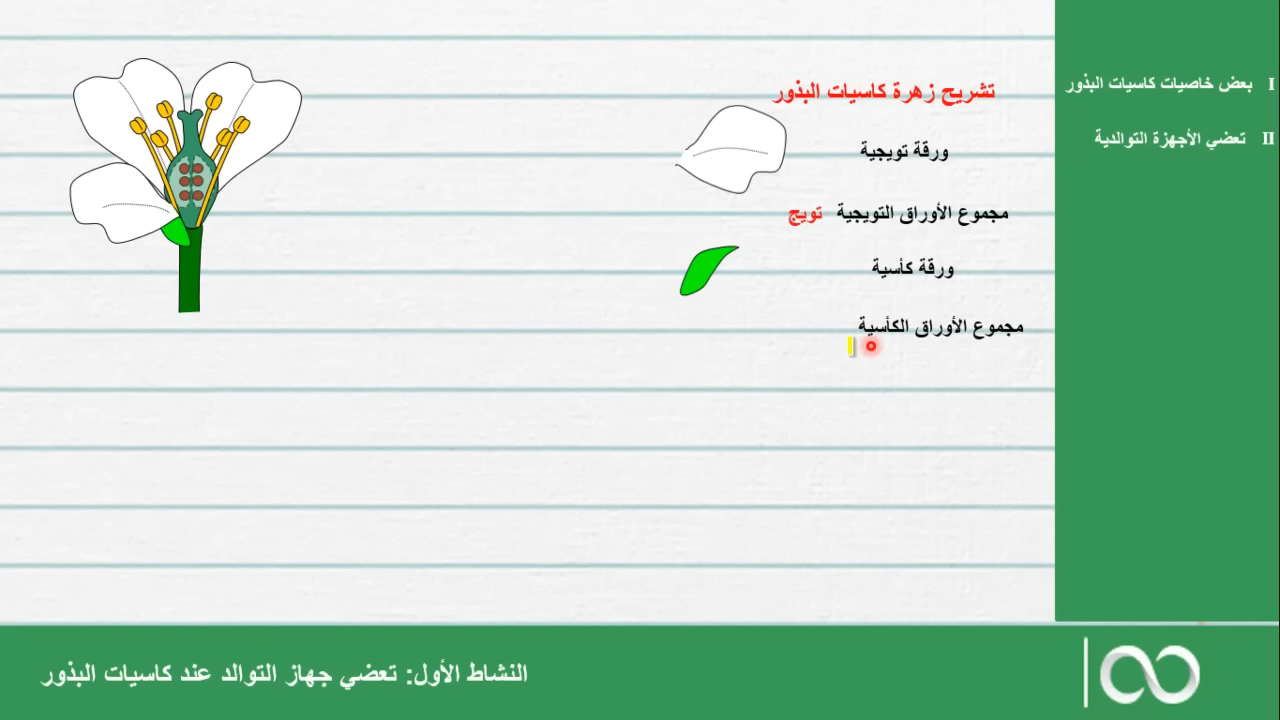 تشريح زهرة كاسيات البذور
ورقة تويجية
مجموع الأوراق التويجية تويج
ورقة كأسية
مجموع الأوراق الكأسية
I بعض خاصيات كاسيات البذور
II تعضي الأجهزة التوالدية
النشاط الأول: تعضي جهاز التوالد عند كاسيات البذور